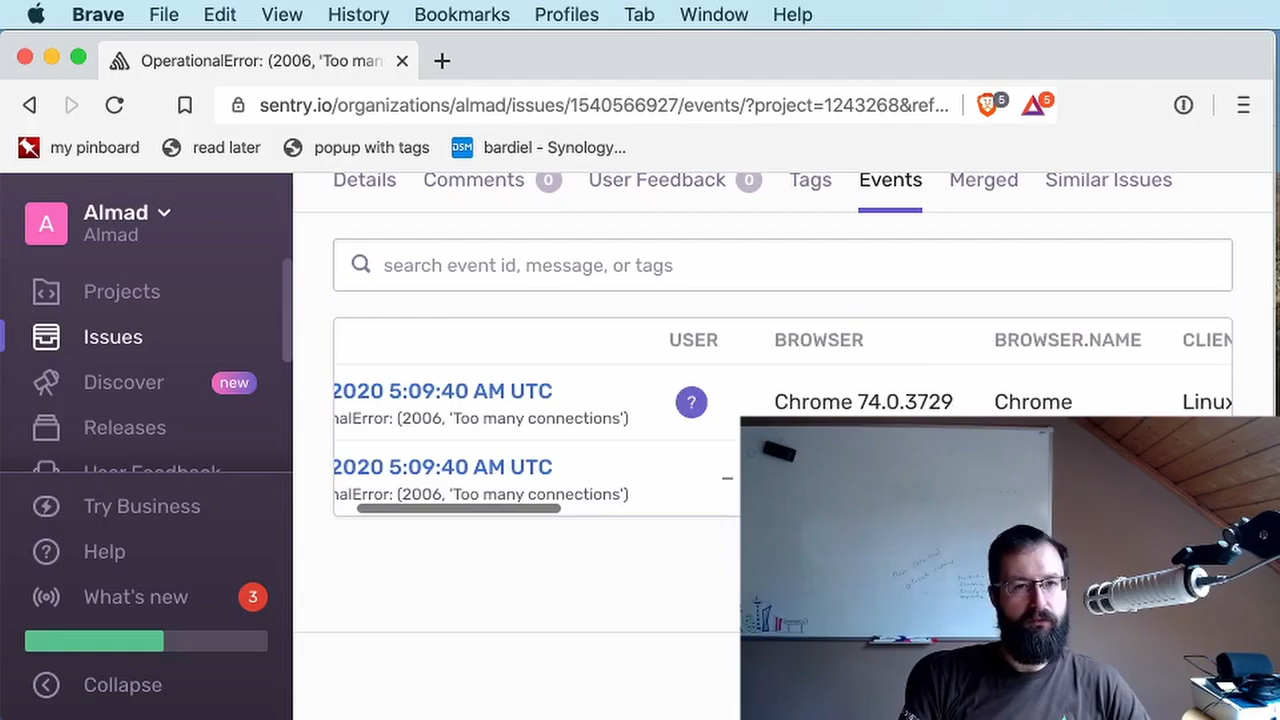 Brave File Edit View History Bookmarks Profiles Tab Window Help
OperationalError: (2006, 'Too man
sentry.io/organizations/almad/issues/1540566927/events/?project=1243268&ref... 5 5
my pinboard read later popup with tags DSM bardiel - Synology...
Details Comments 0 User Feedback 0 Tags Events Merged Similar Issues
A Almad
Almad
search event id, message, or tags
Projects
Issues
Discover new
Releases
User Feedback
Try Business
Help
What's new 3
Collapse
USER BROWSER BROWSER.NAME CLIEN
2020 5:09:40 AM UTC ? Chrome 74.0.3729 Chrome Linux
nalError: (2006, 'Too many connections')
2020 5:09:40 AM UTC –
nalError: (2006, 'Too many connections')